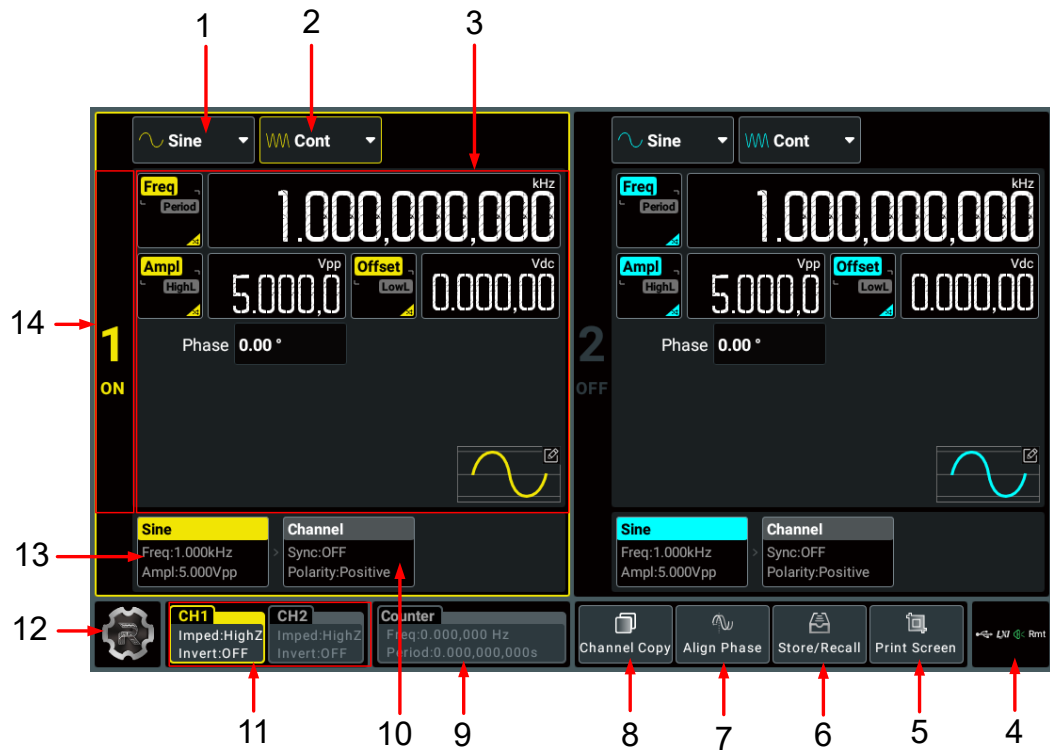 1 2 3
Sine Cont Sine Cont
Freq Period 1.000,000,000 kHz Freq Period 1.000,000,000 kHz
Ampl HighL 5.000,0 Vpp Offset LowL 0.000,00 Vdc Ampl HighL 5.000,0 Vpp Offset LowL 0.000,00 Vdc
14
1 Phase 0.00 ° 2 Phase 0.00 °
ON OFF
Sine Channel Sine Channel
13 Freq:1.000kHz Sync:OFF Freq:1.000kHz Sync:OFF
Ampl:5.000Vpp Polarity:Positive Ampl:5.000Vpp Polarity:Positive
CH1 CH2 Counter
12 R Imped:HighZ Imped:HighZ Freq:0.000,000 Hz LXI Rmt
Invert:OFF Invert:OFF Period:0.000,000,000s Channel Copy Align Phase Store/Recall Print Screen
11 10 9 8 7 6 5 4